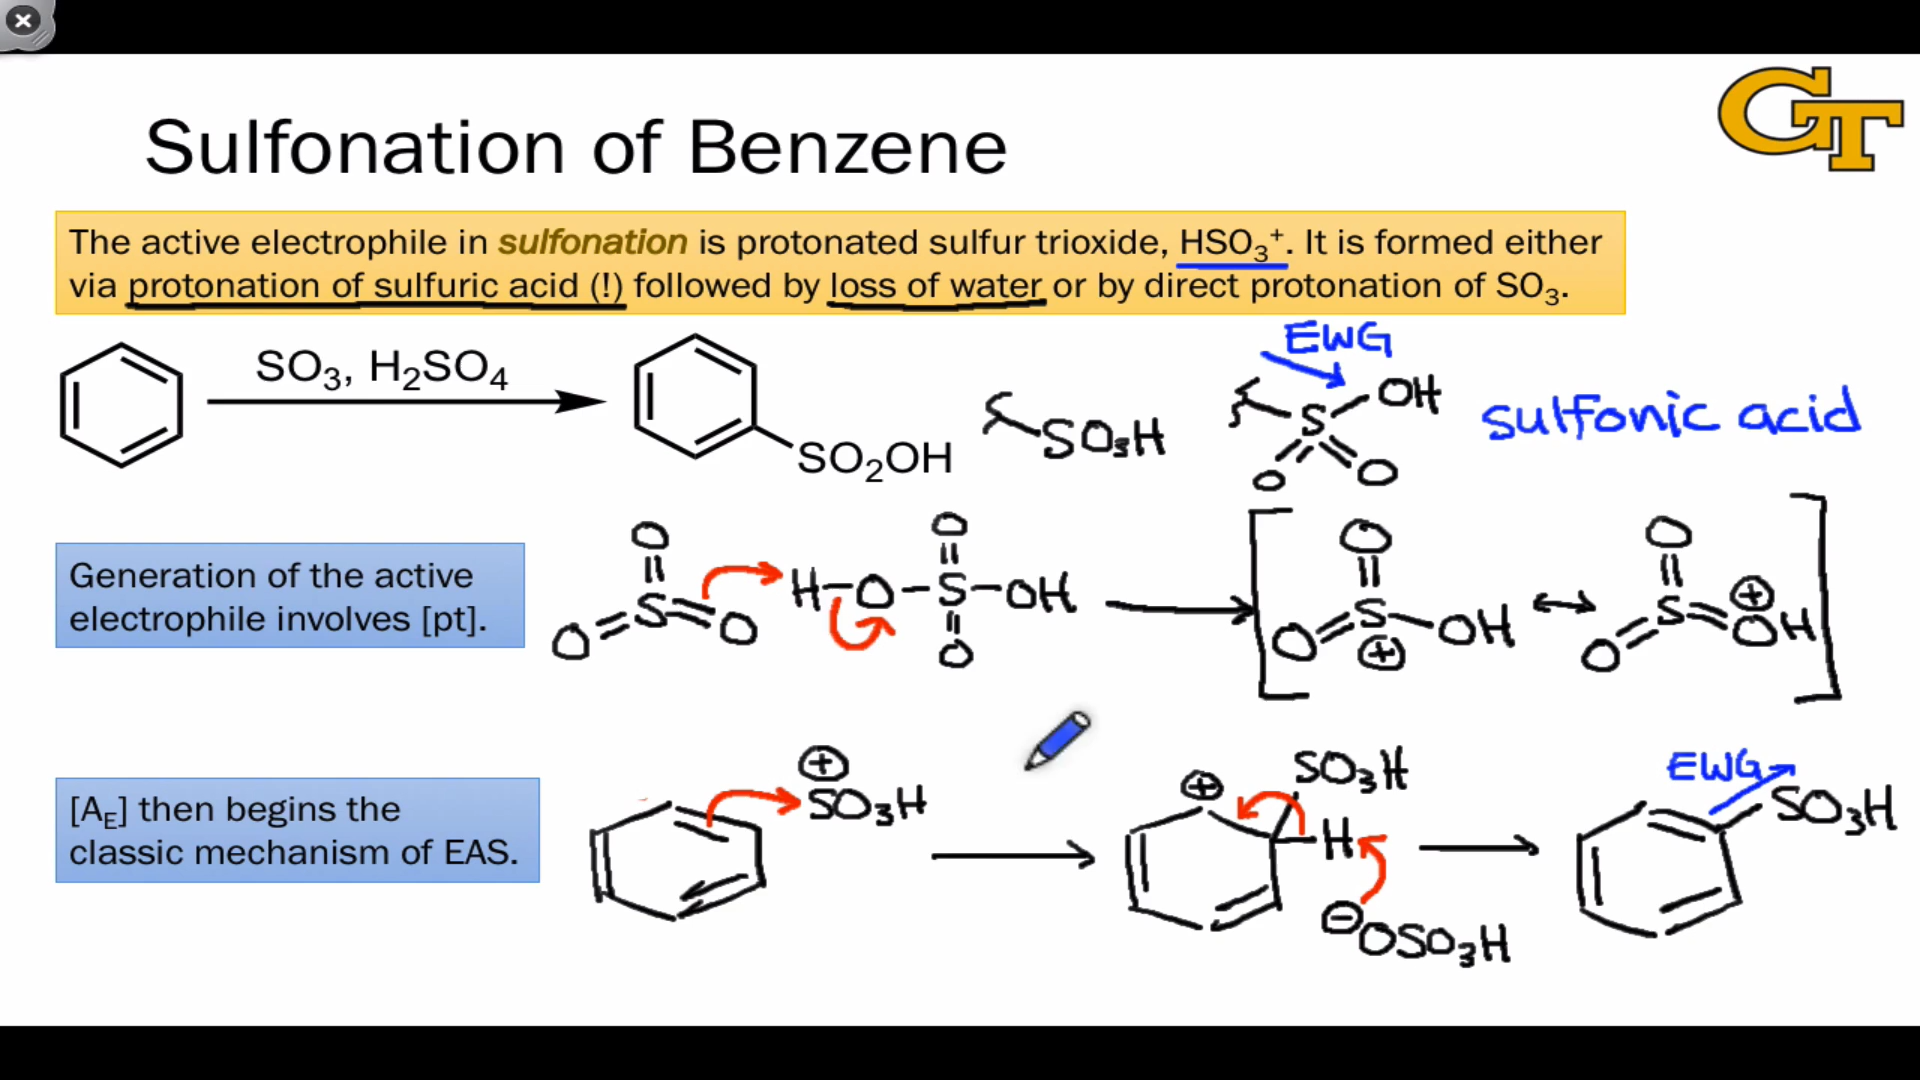 GT
Sulfonation of Benzene
The active electrophile in sulfonation is protonated sulfur trioxide, HSO₃⁺. It is formed either
via protonation of sulfuric acid (!) followed by loss of water or by direct protonation of SO₃.
SO₃, H₂SO₄
SO₂OH
SO₃H
EWG
S OH
O O
sulfonic acid
Generation of the active
electrophile involves [pt].
O
O S O
O
H O S OH
O
O
O S OH
⊕
O
S ⊕
O OH
[Aᴇ] then begins the
classic mechanism of EAS.
⊕
SO₃H
⊕ SO₃H
H
⊖OSO₃H
EWG
SO₃H